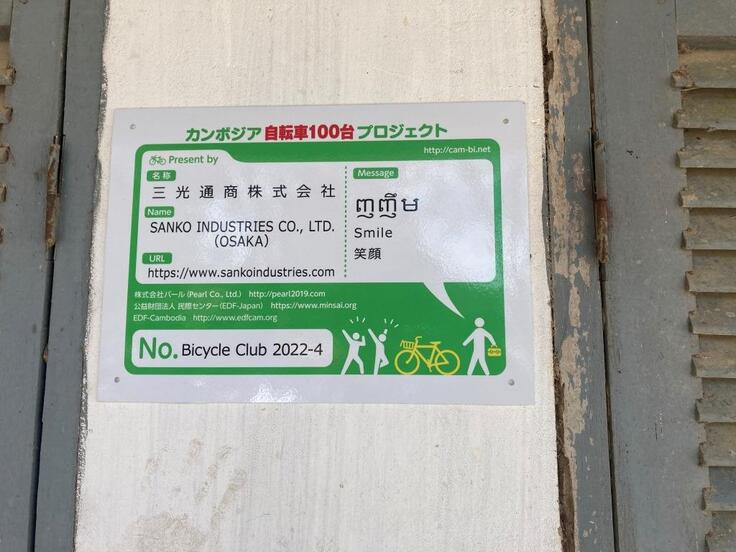 カンボジア 自転車100台 プロジェクト
http://cam-bi.net
Present by
名称
三光通商株式会社
Name
SANKO INDUSTRIES CO., LTD.
(OSAKA)
URL
https://www.sankoindustries.com
Message
ញញឹម
Smile
笑顔
株式会社パール (Pearl Co., Ltd.) http://pearl2019.com
公益財団法人 民際センター (EDF-Japan) https://www.minsai.org
EDF-Cambodia http://www.edfcam.org
No. Bicycle Club 2022-4